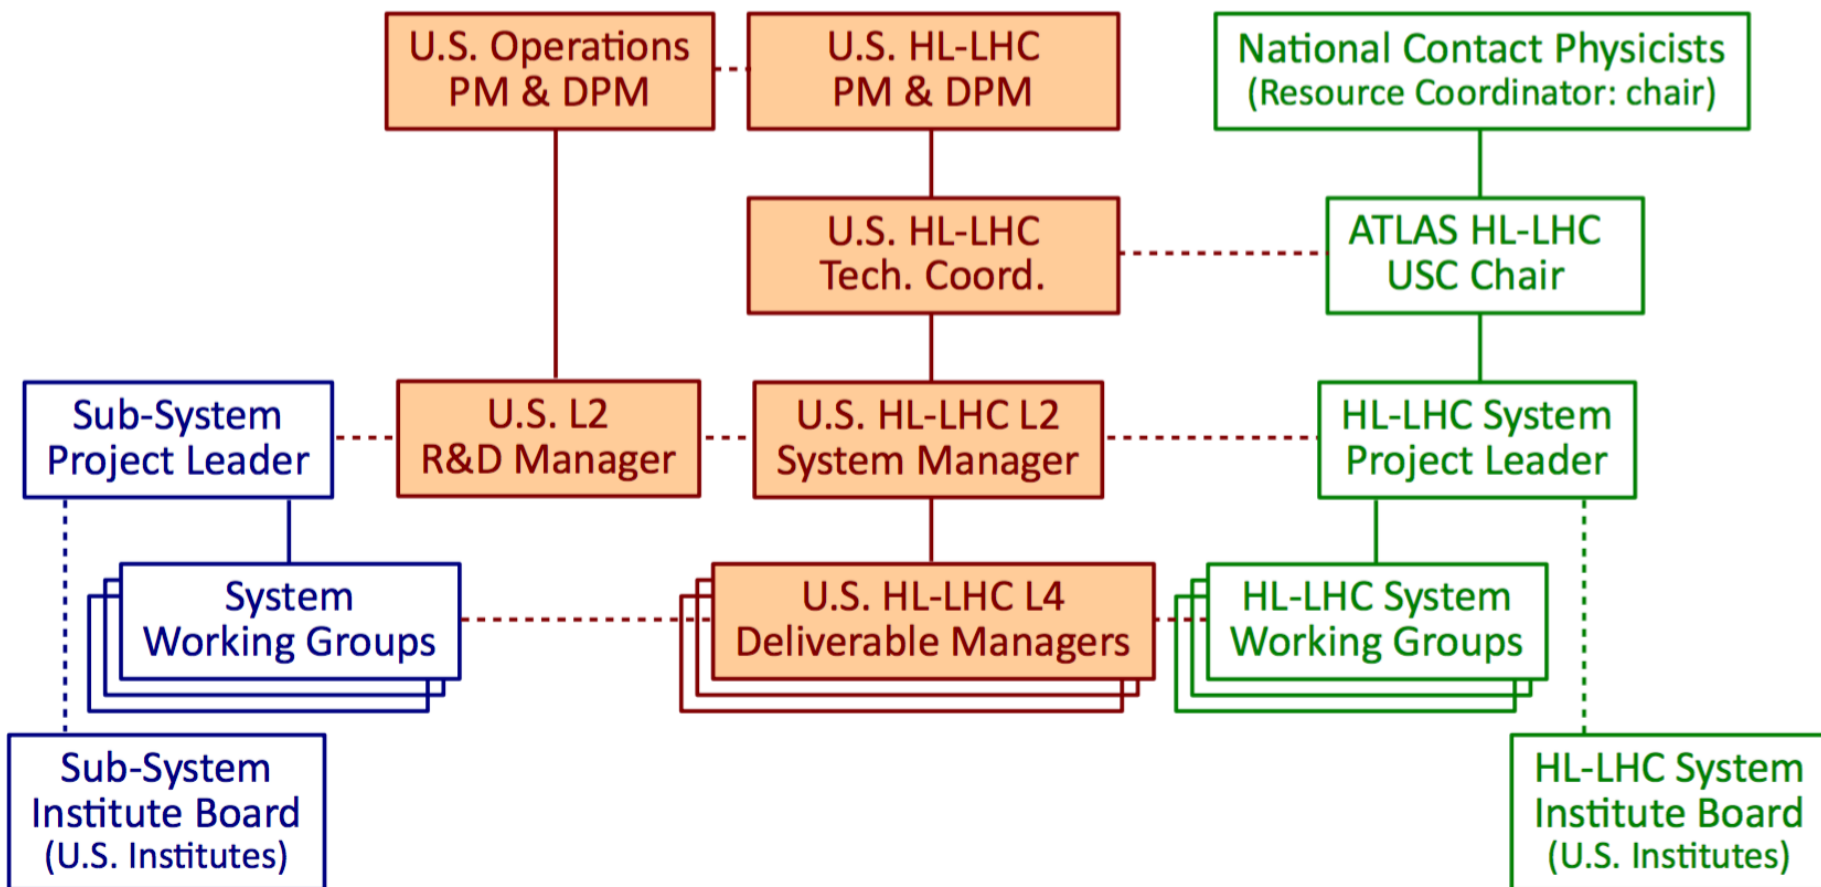 U.S. Operations
PM & DPM
U.S. HL-LHC
PM & DPM
National Contact Physicists
(Resource Coordinator: chair)
U.S. HL-LHC
Tech. Coord.
ATLAS HL-LHC
USC Chair
Sub-System
Project Leader
U.S. L2
R&D Manager
U.S. HL-LHC L2
System Manager
HL-LHC System
Project Leader
System
Working Groups
U.S. HL-LHC L4
Deliverable Managers
HL-LHC System
Working Groups
Sub-System
Institute Board
(U.S. Institutes)
HL-LHC System
Institute Board
(U.S. Institutes)